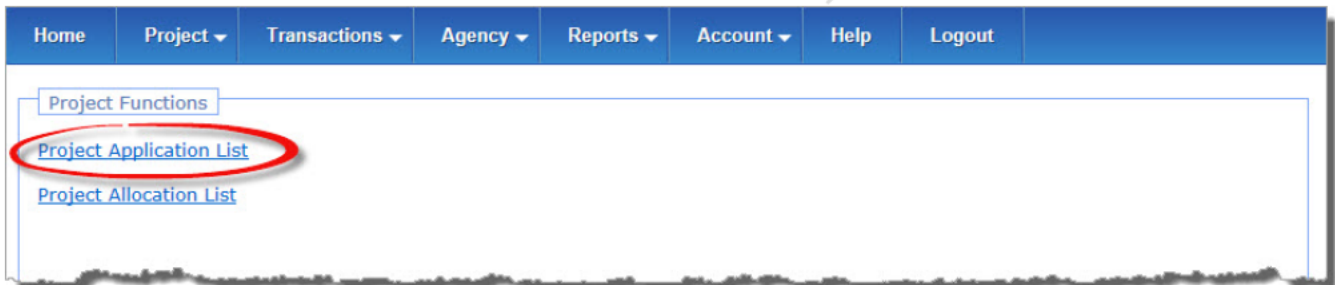 Home Project Transactions Agency Reports Account Help Logout
Project Functions
Project Application List
Project Allocation List